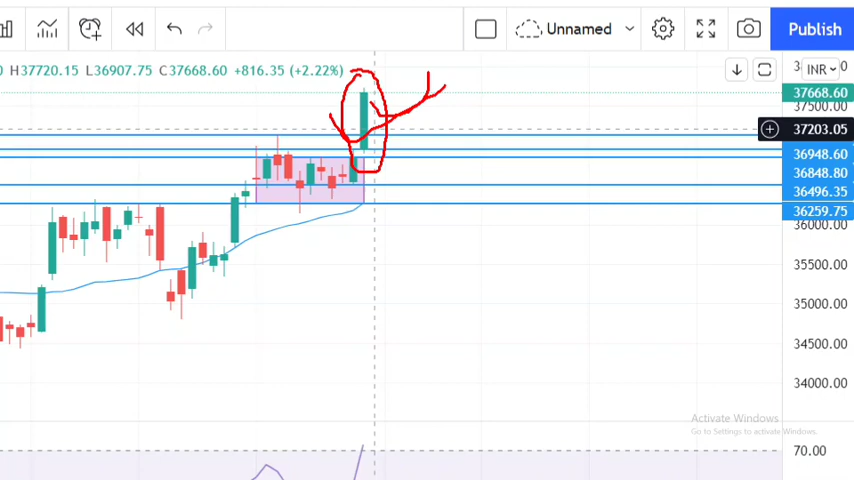 Unnamed
Publish
0 H37720.15 L36907.75 C37668.60 +816.35 (+2.22%)
INR
37668.60
37500.00
37203.05
36948.60
36848.80
36496.35
36259.75
36000.00
35500.00
35000.00
34500.00
34000.00
Activate Windows
Go to Settings to activate Windows.
70.00